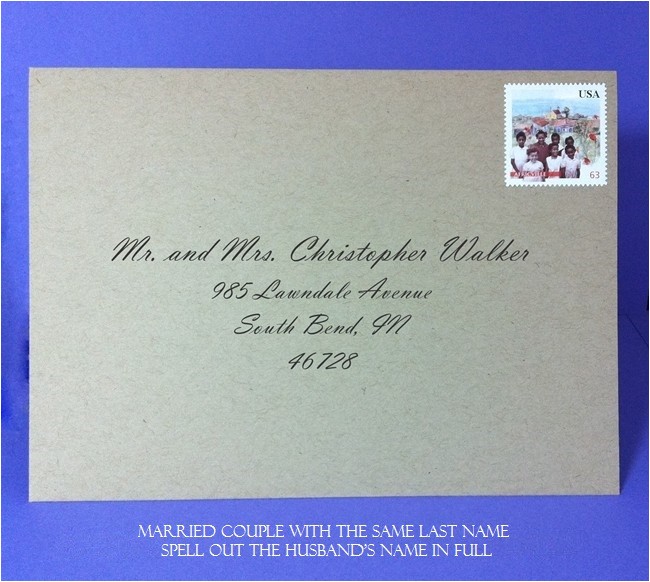 USA
AFRICVILLE 63
Mr. and Mrs. Christopher Walker
985 Lawndale Avenue
South Bend, IN
46728
MARRIED COUPLE WITH THE SAME LAST NAME
SPELL OUT THE HUSBAND'S NAME IN FULL